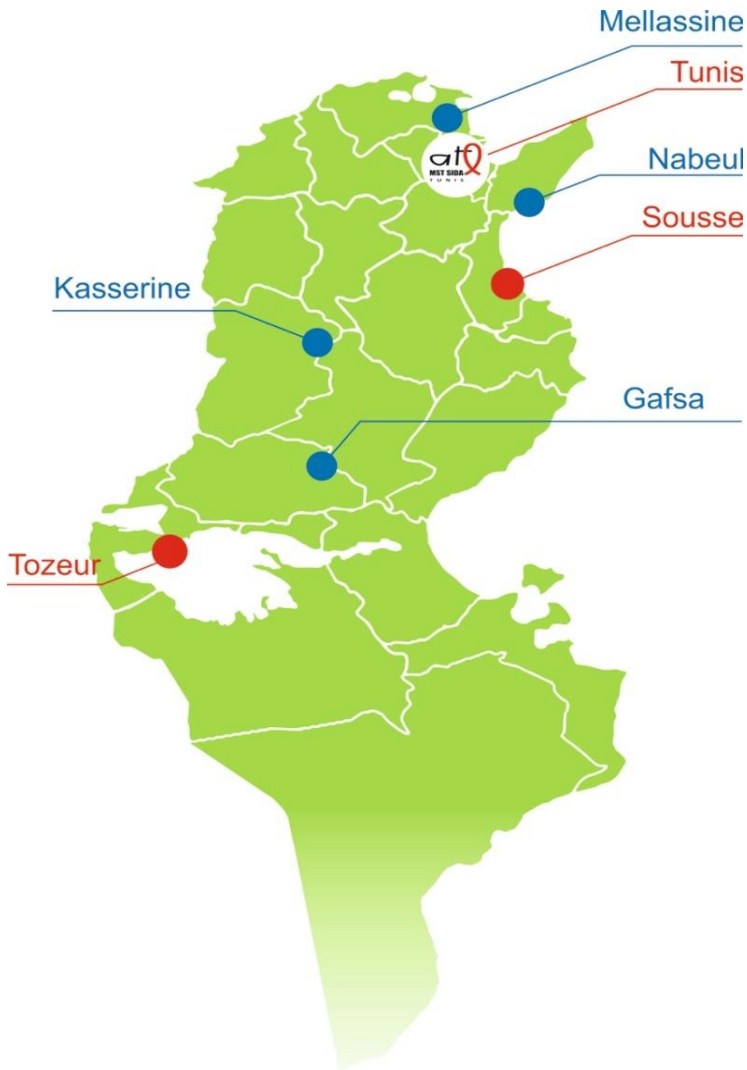 Mellassine
Tunis
atl
MST SIDA
TUNIS
Nabeul
Sousse
Kasserine
Gafsa
Tozeur